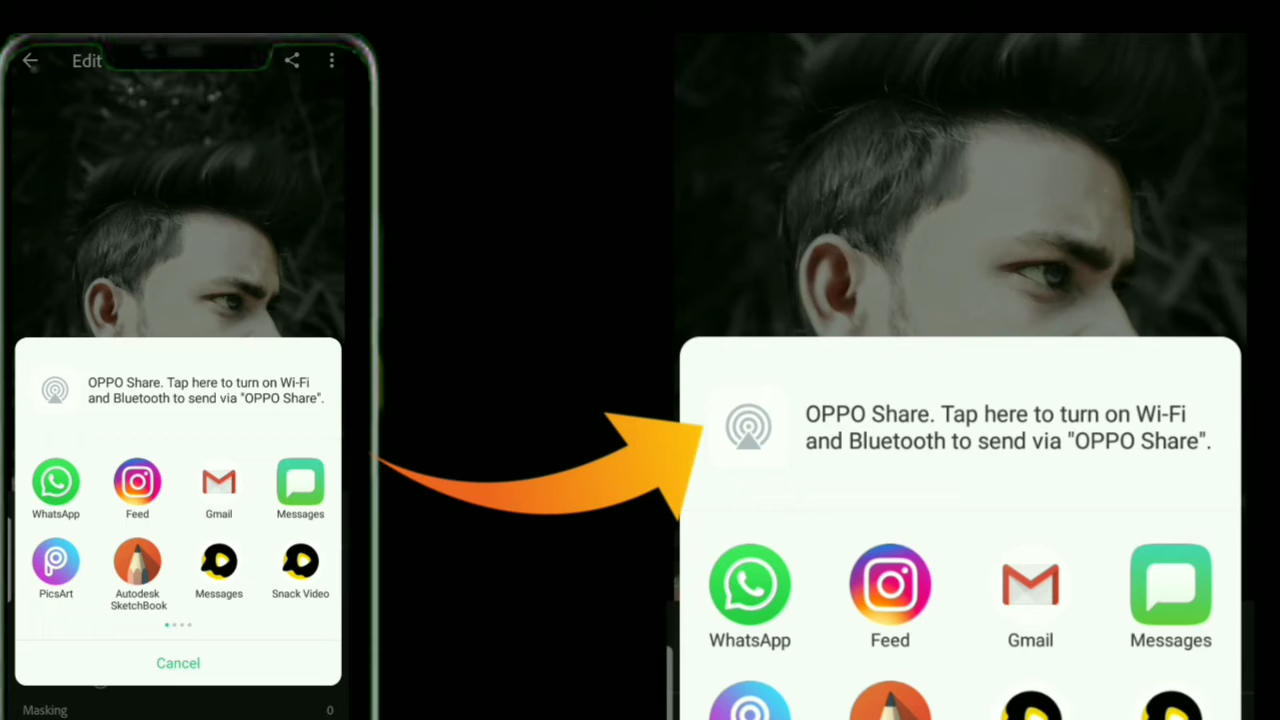 Edit
OPPO Share. Tap here to turn on Wi-Fi
and Bluetooth to send via "OPPO Share".
WhatsApp
Feed
Gmail
Messages
PicsArt
Autodesk
SketchBook
Messages
Snack Video
Cancel
Masking
0
OPPO Share. Tap here to turn on Wi-Fi
and Bluetooth to send via "OPPO Share".
WhatsApp
Feed
Gmail
Messages